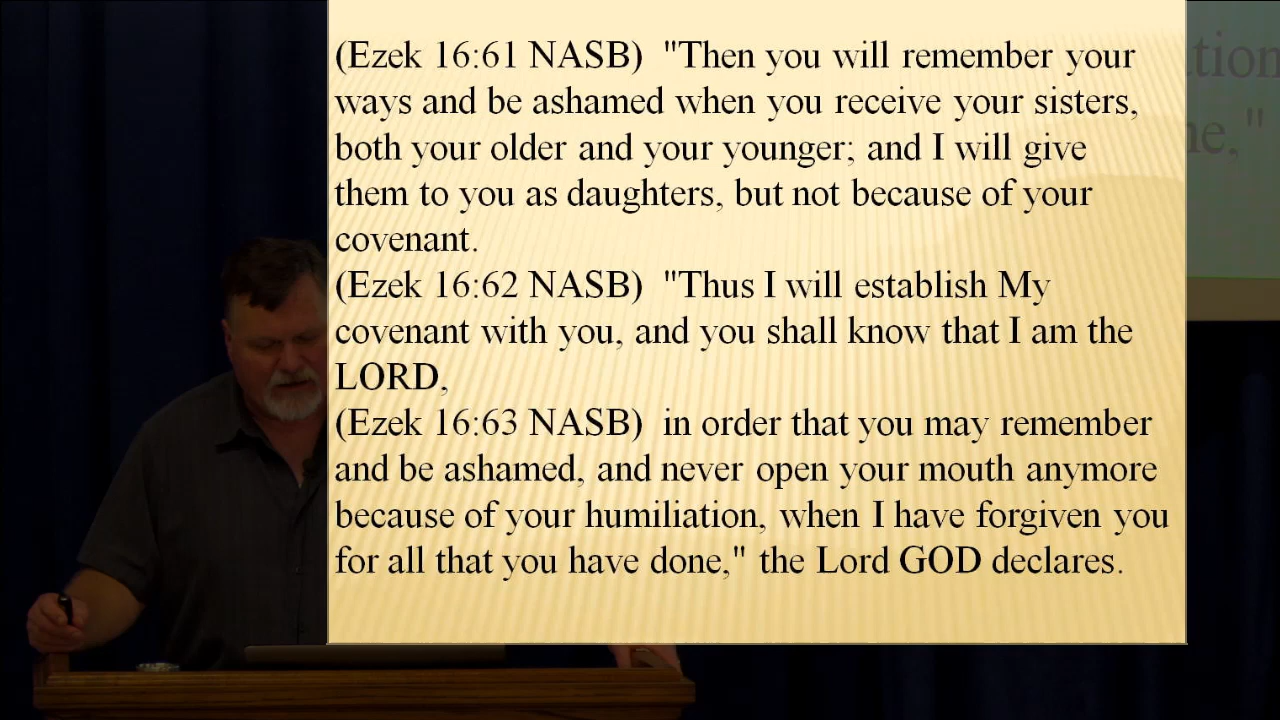 (Ezek 16:61 NASB) "Then you will remember your
ways and be ashamed when you receive your sisters,
both your older and your younger; and I will give
them to you as daughters, but not because of your
covenant.
(Ezek 16:62 NASB) "Thus I will establish My
covenant with you, and you shall know that I am the
LORD,
(Ezek 16:63 NASB) in order that you may remember
and be ashamed, and never open your mouth anymore
because of your humiliation, when I have forgiven you
for all that you have done," the Lord GOD declares.